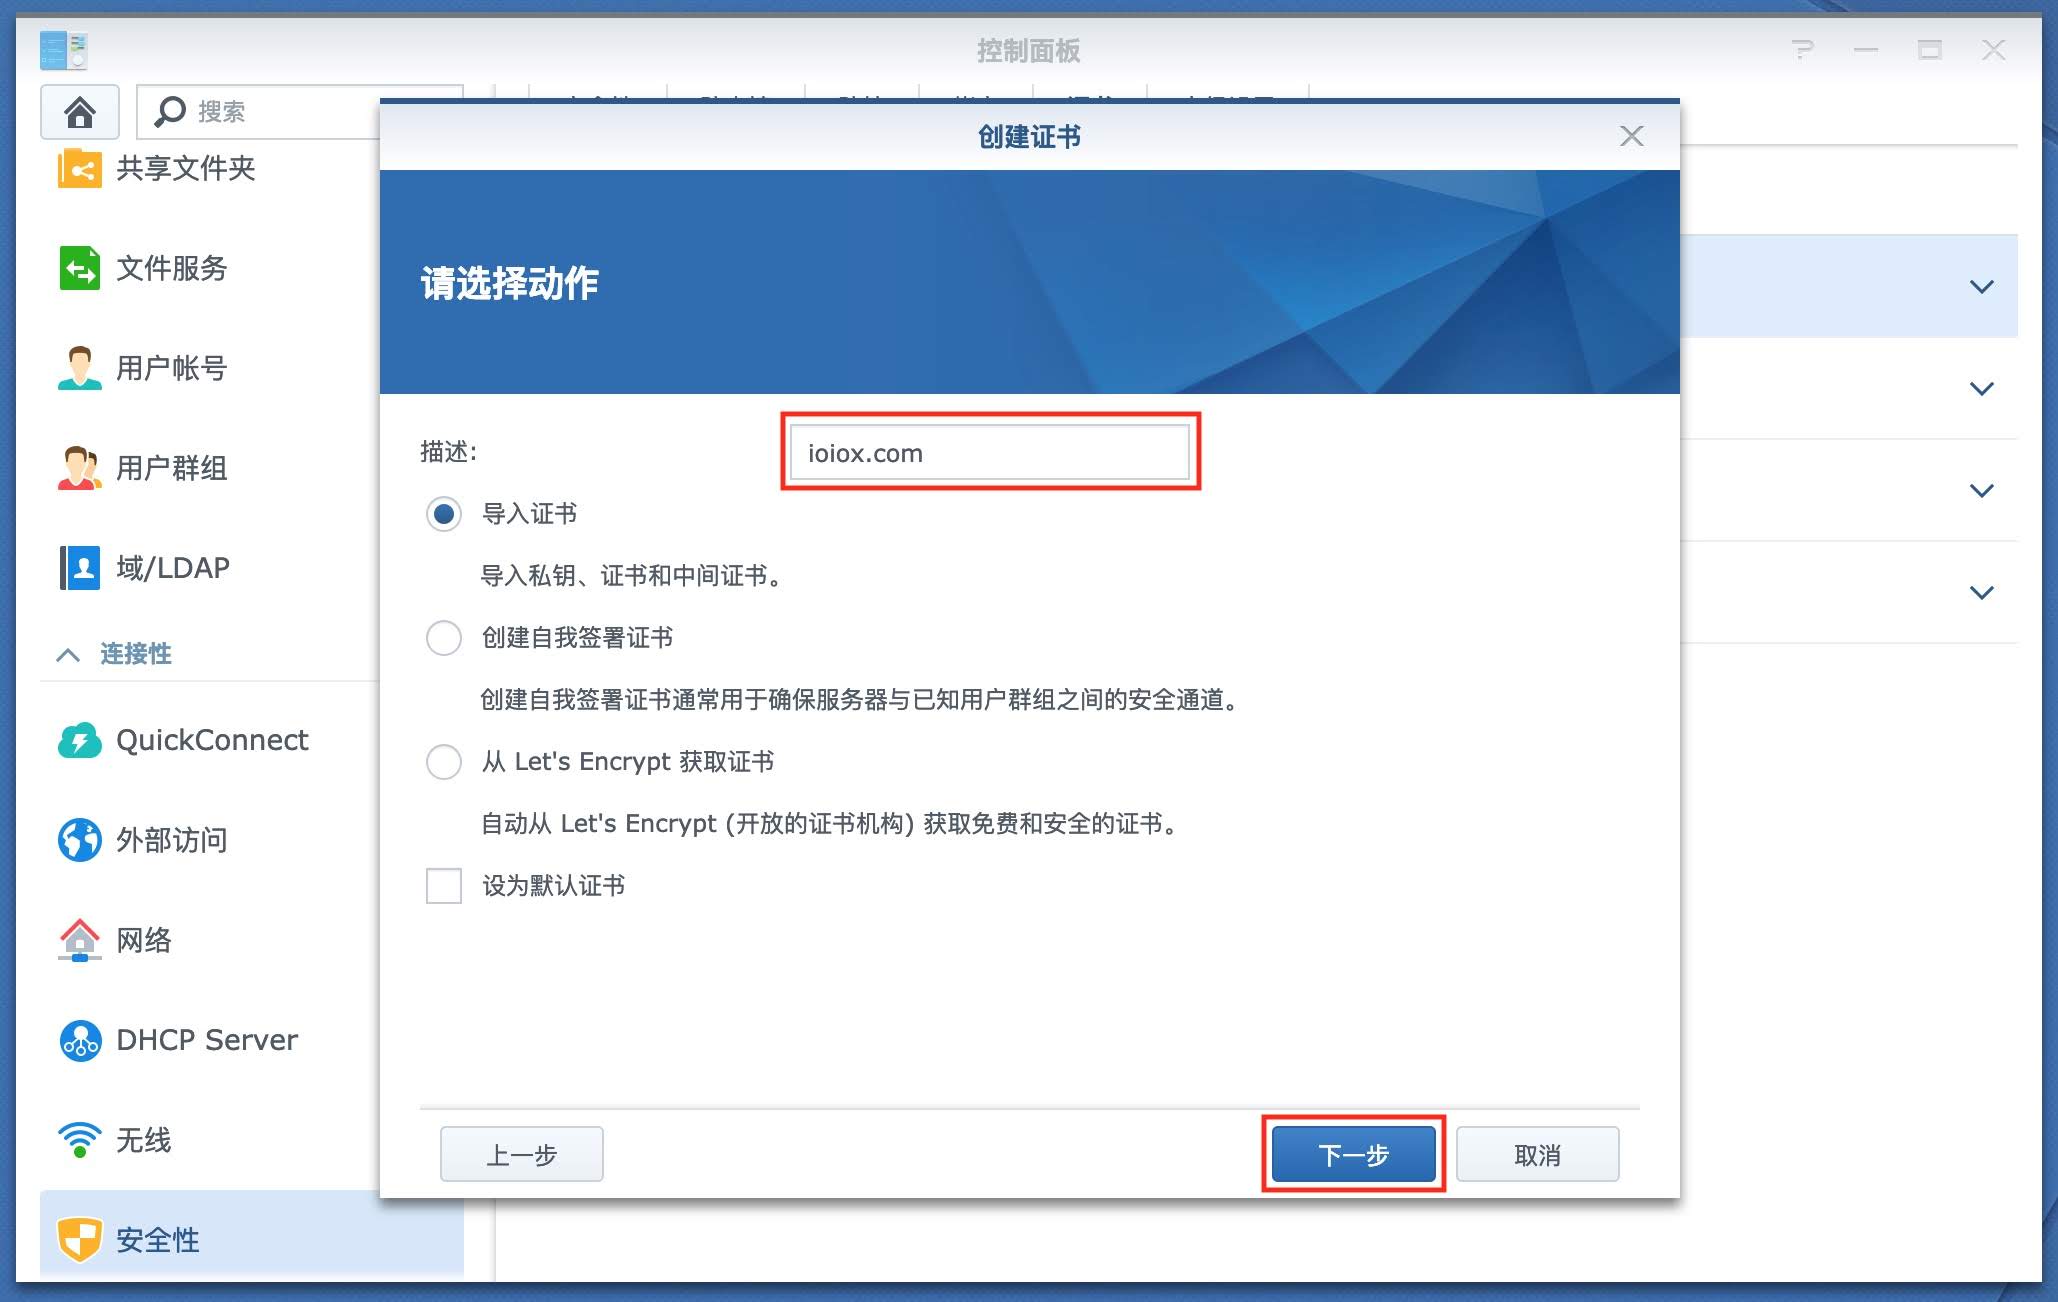 控制面板
搜索
共享文件夹
文件服务
用户帐号
用户群组
域/LDAP
连接性
QuickConnect
外部访问
网络
DHCP Server
无线
安全性
创建证书
请选择动作
描述:
ioiox.com
导入证书
导入私钥、证书和中间证书。
创建自我签署证书
创建自我签署证书通常用于确保服务器与已知用户群组之间的安全通道。
从 Let's Encrypt 获取证书
自动从 Let's Encrypt (开放的证书机构) 获取免费和安全的证书。
设为默认证书
上一步
下一步
取消